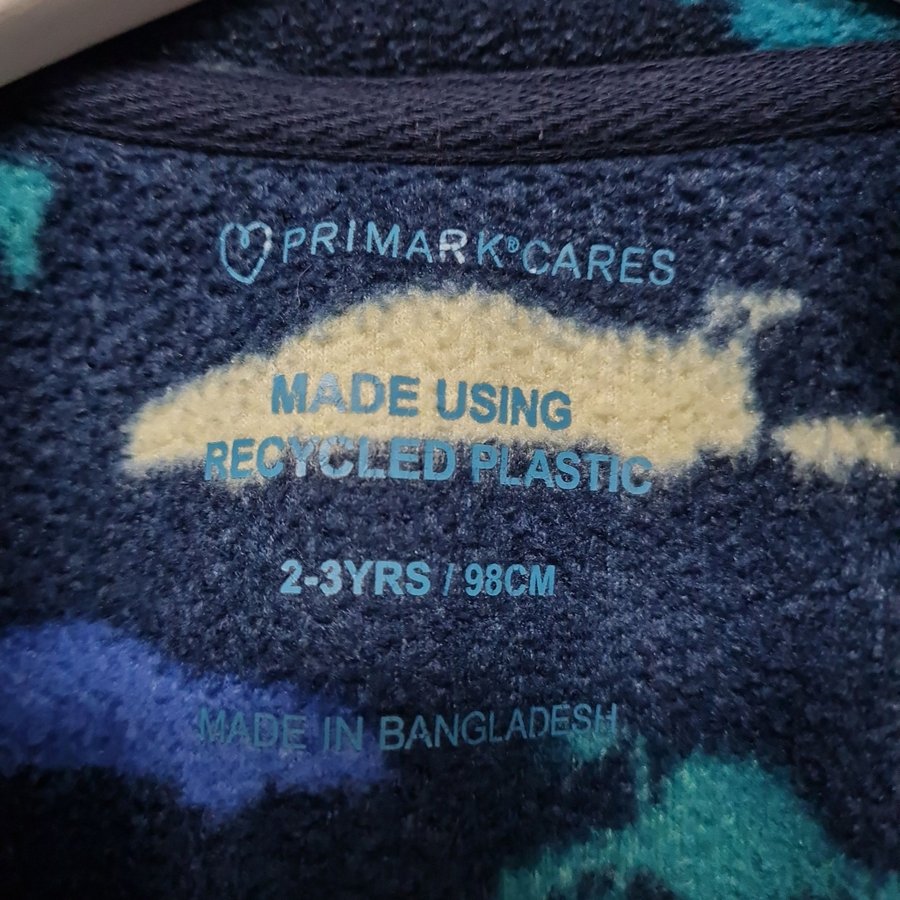 PRIMARK® CARES
MADE USING
RECYCLED PLASTIC
2-3YRS / 98CM
MADE IN BANGLADESH